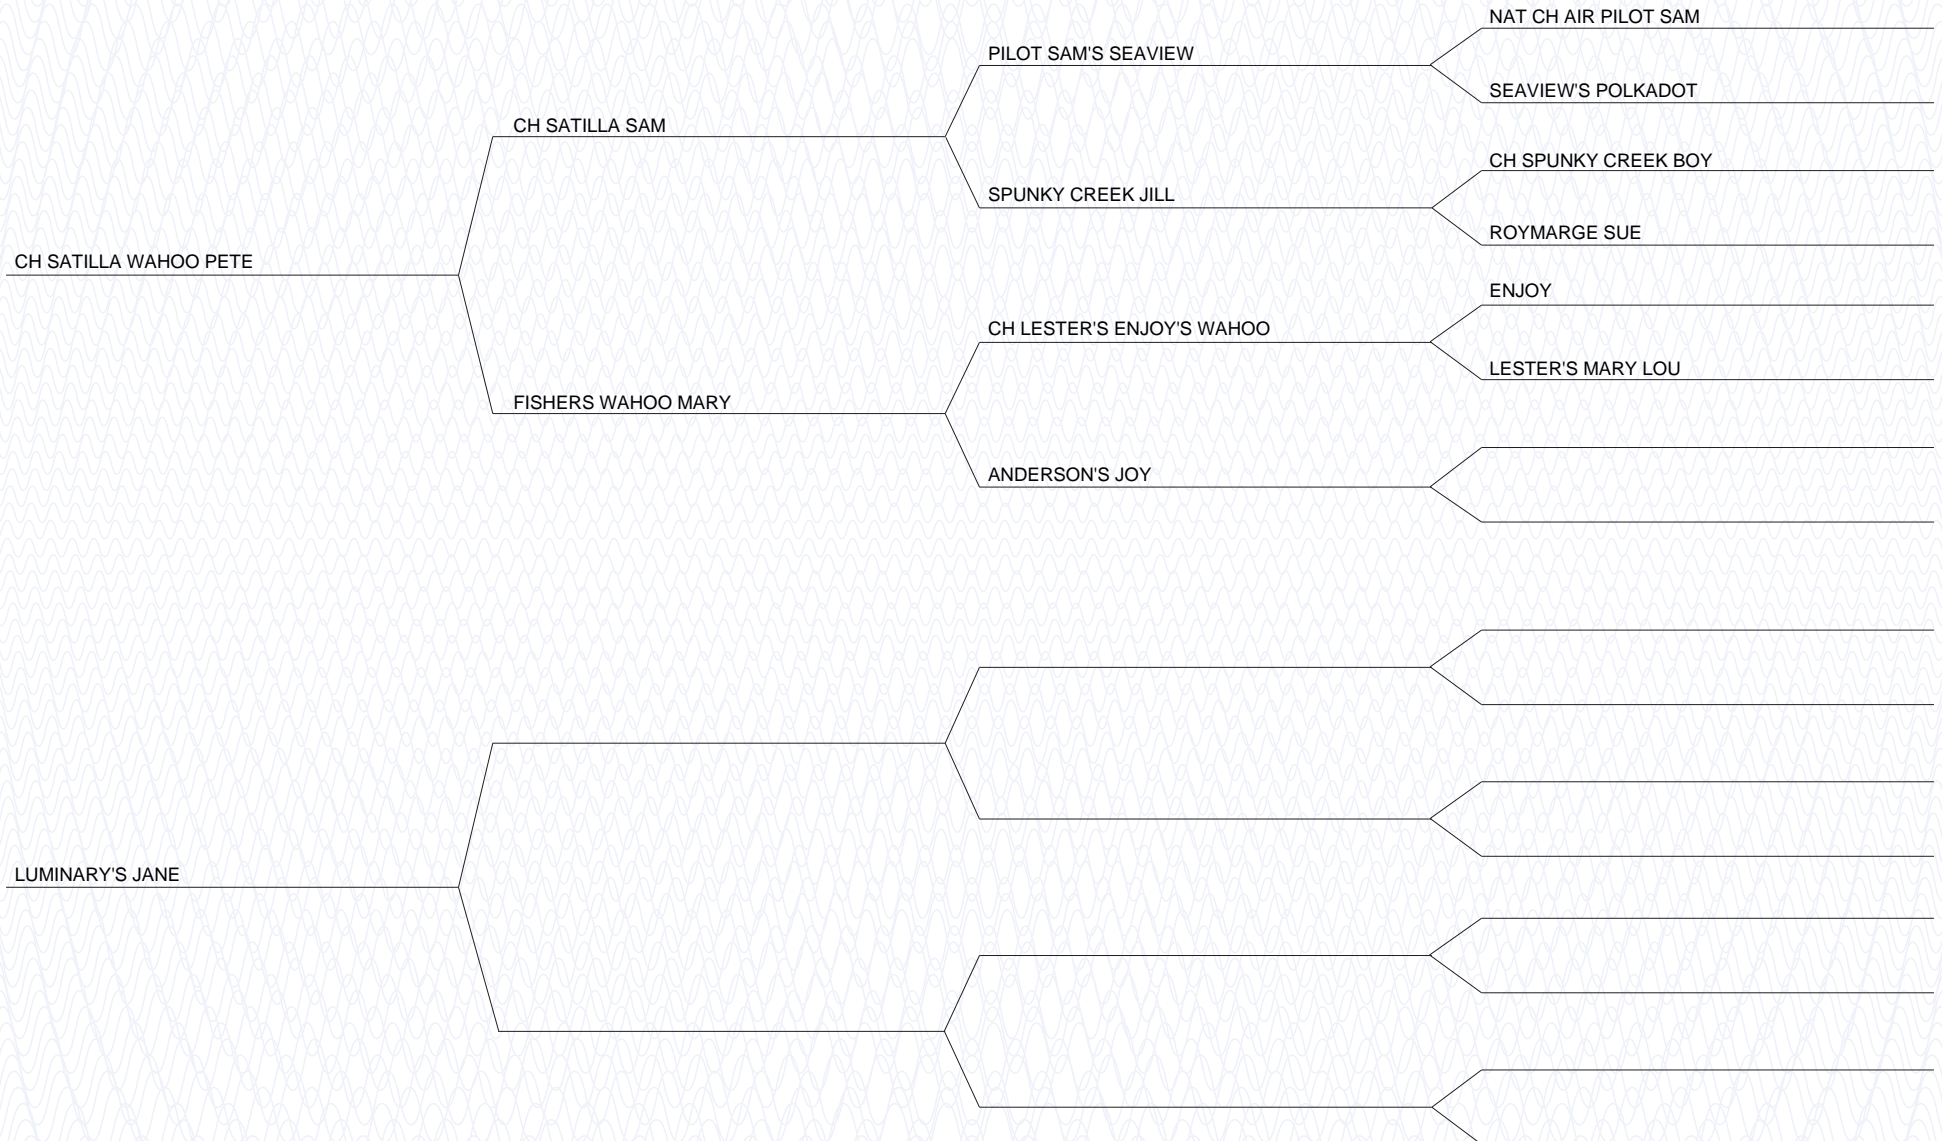 NAT CH AIR PILOT SAM
PILOT SAM'S SEAVIEW
SEAVIEW'S POLKADOT
CH SATILLA SAM
CH SPUNKY CREEK BOY
SPUNKY CREEK JILL
ROYMARGE SUE
CH SATILLA WAHOO PETE
ENJOY
CH LESTER'S ENJOY'S WAHOO
LESTER'S MARY LOU
FISHERS WAHOO MARY
ANDERSON'S JOY
LUMINARY'S JANE